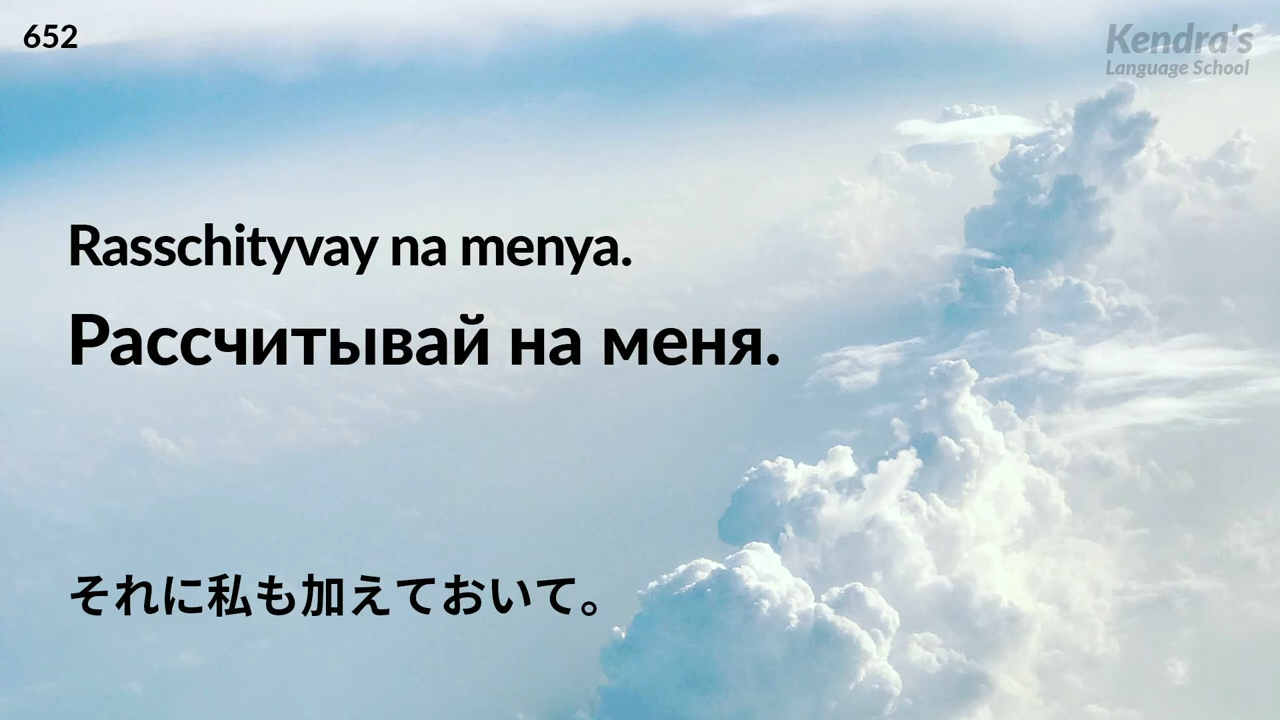 652
Kendra's
Language School
Rasschityvay na menya.
Рассчитывай на меня.
それに私も加えておいて。